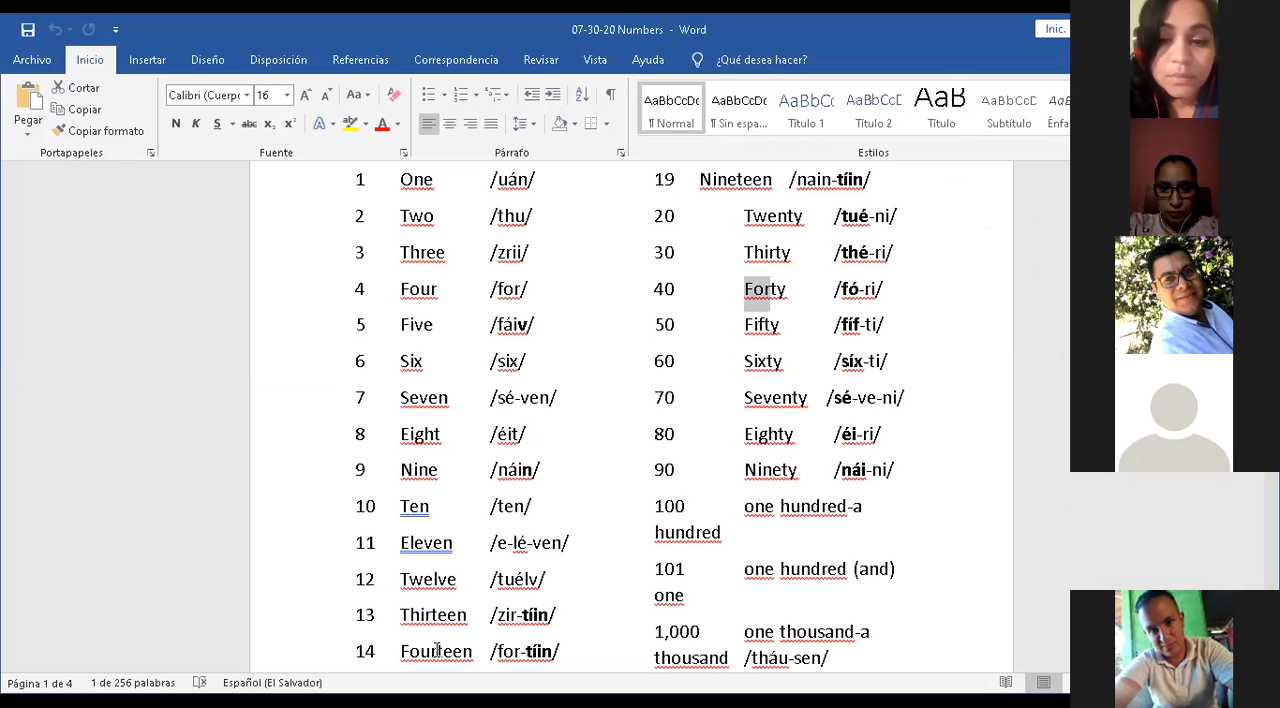 07-30-20 Numbers - Word
Inic.
Archivo Inicio Insertar Diseño Disposición Referencias Correspondencia Revisar Vista Ayuda ¿Qué desea hacer?
Pegar
Cortar
Copiar
Copiar formato
Portapapeles
Calibri (Cuerpo 16
N K S abc x₂ x²
Fuente
Párrafo
AaBbCcDc AaBbCcDc AaBbCc AaBbCcD AaB AaBbCcD
¶ Normal ¶ Sin espa... Título 1 Título 2 Título Subtítulo Énfa
Estilos
1 One /uán/
2 Two /thu/
3 Three /zrii/
4 Four /for/
5 Five /fáiv/
6 Six /six/
7 Seven /sé-ven/
8 Eight /éit/
9 Nine /náin/
10 Ten /ten/
11 Eleven /e-lé-ven/
12 Twelve /tuélv/
13 Thirteen /zir-tíin/
14 Fourteen /for-tíin/
19 Nineteen /nain-tíin/
20 Twenty /tué-ni/
30 Thirty /thé-ri/
40 Forty /fó-ri/
50 Fifty /fíf-ti/
60 Sixty /síx-ti/
70 Seventy /sé-ve-ni/
80 Eighty /éi-ri/
90 Ninety /nái-ni/
100 one hundred-a
hundred
101 one hundred (and)
one
1,000 one thousand-a
thousand /tháu-sen/
Página 1 de 4 1 de 256 palabras Español (El Salvador)